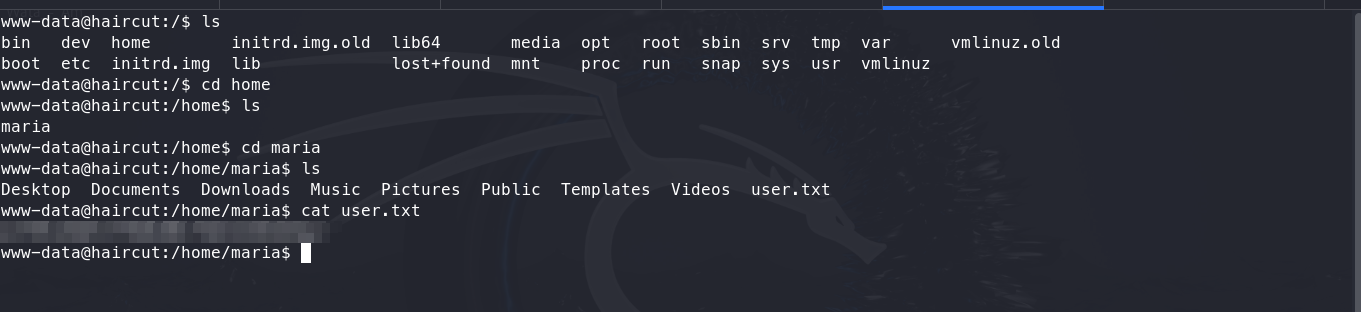 www-data@haircut:/$ ls
bin   dev  home        initrd.img.old  lib64       media  opt   root  sbin  srv  tmp  var      vmlinuz.old
boot  etc  initrd.img  lib             lost+found  mnt    proc  run   snap  sys  usr  vmlinuz
www-data@haircut:/$ cd home
www-data@haircut:/home$ ls
maria
www-data@haircut:/home$ cd maria
www-data@haircut:/home/maria$ ls
Desktop  Documents  Downloads  Music  Pictures  Public  Templates  Videos  user.txt
www-data@haircut:/home/maria$ cat user.txt
www-data@haircut:/home/maria$